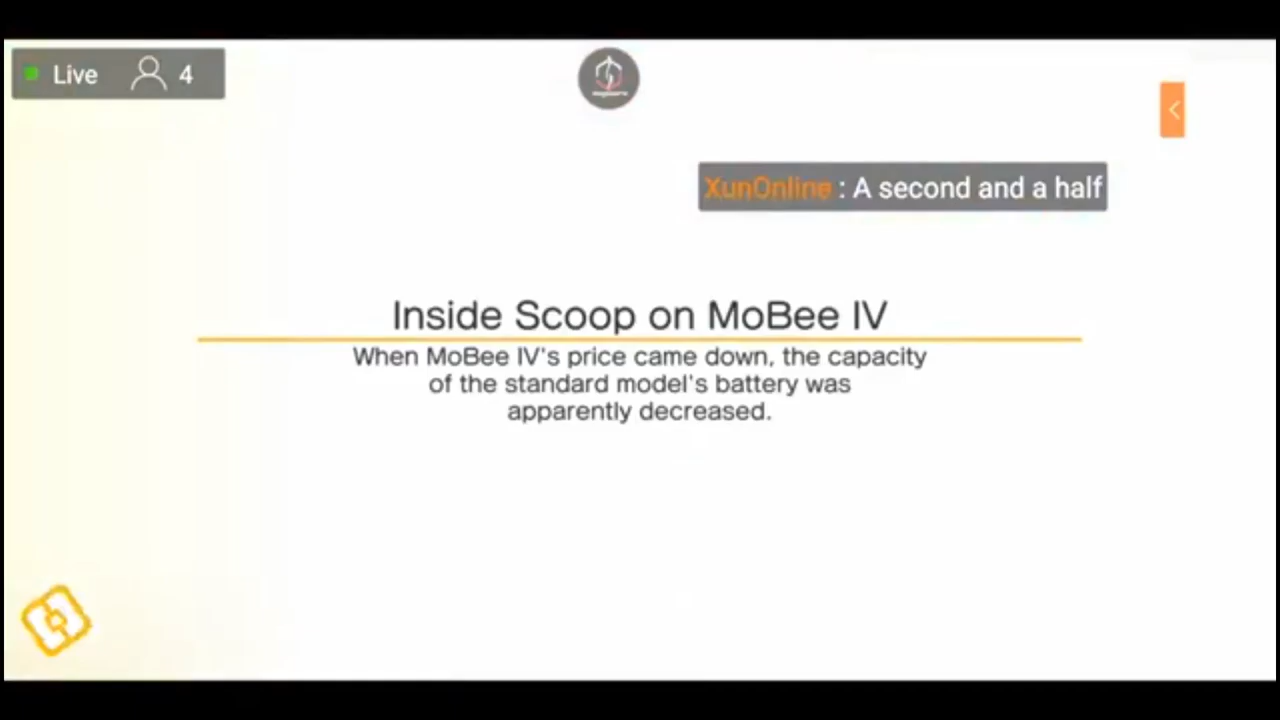 Live 4
XunOnline : A second and a half
Inside Scoop on MoBee IV
When MoBee IV's price came down, the capacity
of the standard model's battery was
apparently decreased.